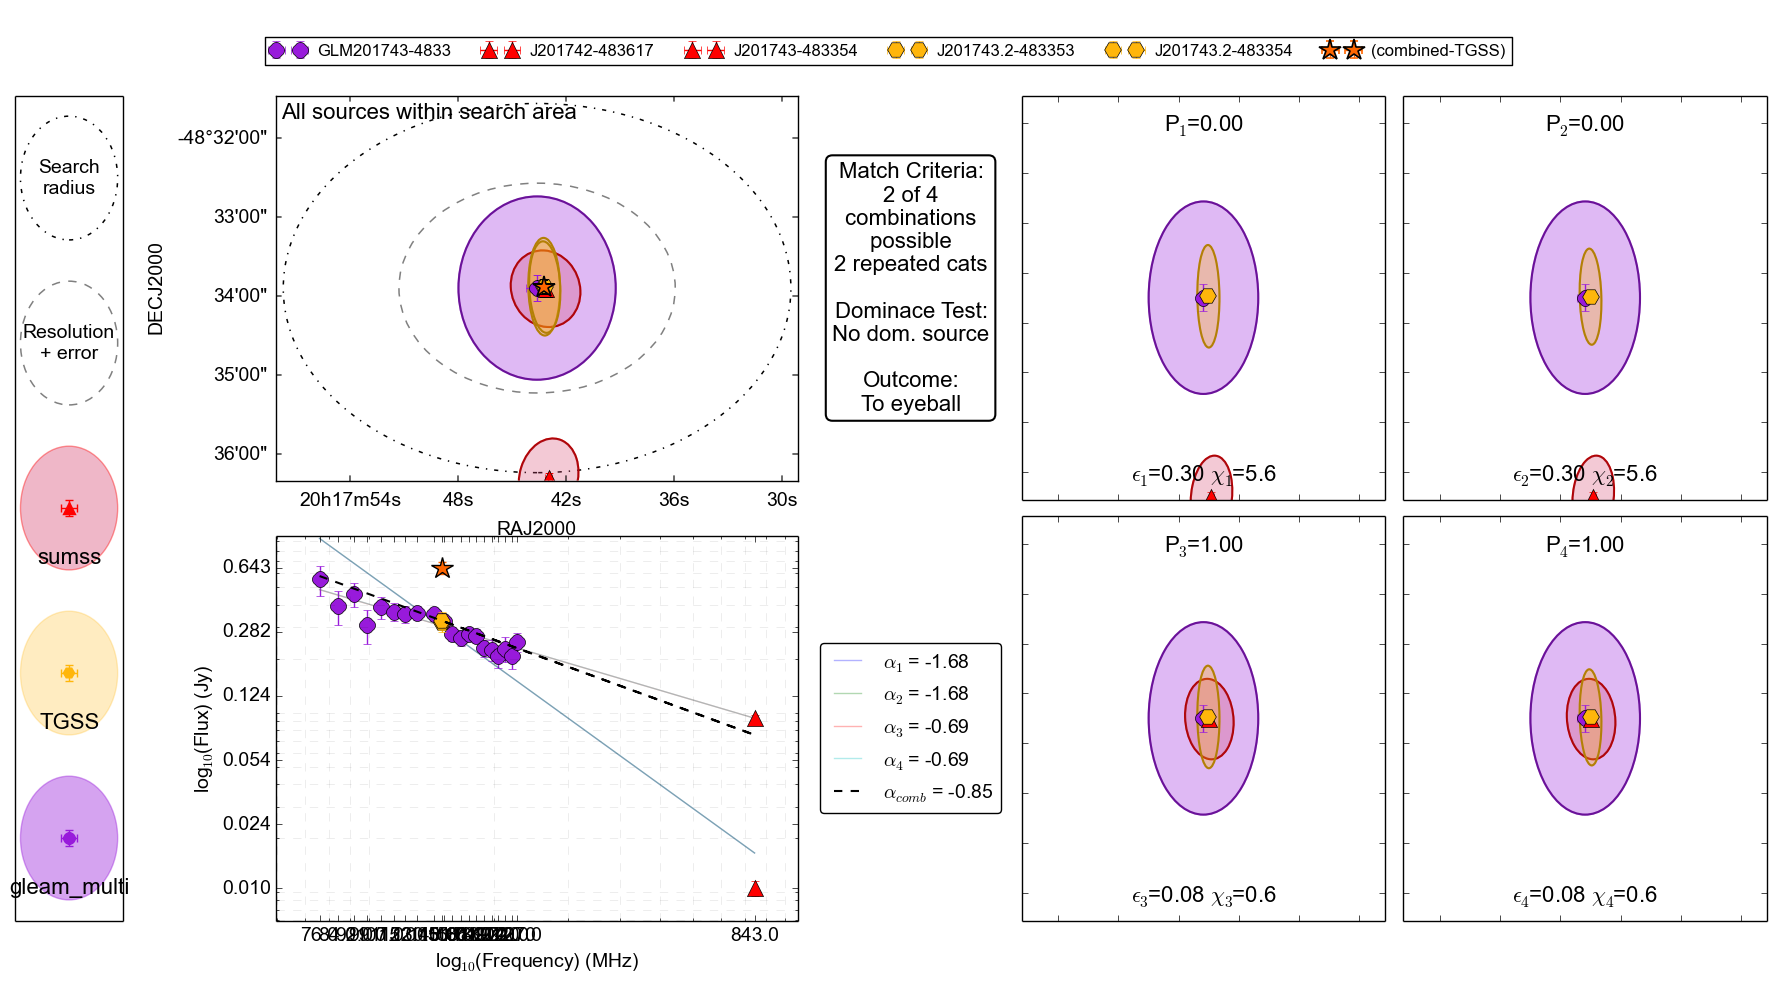 GLM201743-4833 J201742-483617 J201743-483354 J201743.2-483353 J201743.2-483354 (combined-TGSS)
Search
radius
Resolution
+ error
sumss
TGSS
gleam_multi
All sources within search area
DECJ2000
-48°32'00"
33'00"
34'00"
35'00"
36'00"
20h17m54s 48s 42s 36s 30s
RAJ2000
Match Criteria:
2 of 4
combinations
possible
2 repeated cats
Dominace Test:
No dom. source
Outcome:
To eyeball
P1=0.00
ϵ1=0.30 χ1=5.6
P2=0.00
ϵ2=0.30 χ2=5.6
log10(Flux) (Jy)
0.643
0.282
0.124
0.054
0.024
0.010
843.0
log10(Frequency) (MHz)
α1 = -1.68
α2 = -1.68
α3 = -0.69
α4 = -0.69
αcomb = -0.85
P3=1.00
ϵ3=0.08 χ3=0.6
P4=1.00
ϵ4=0.08 χ4=0.6